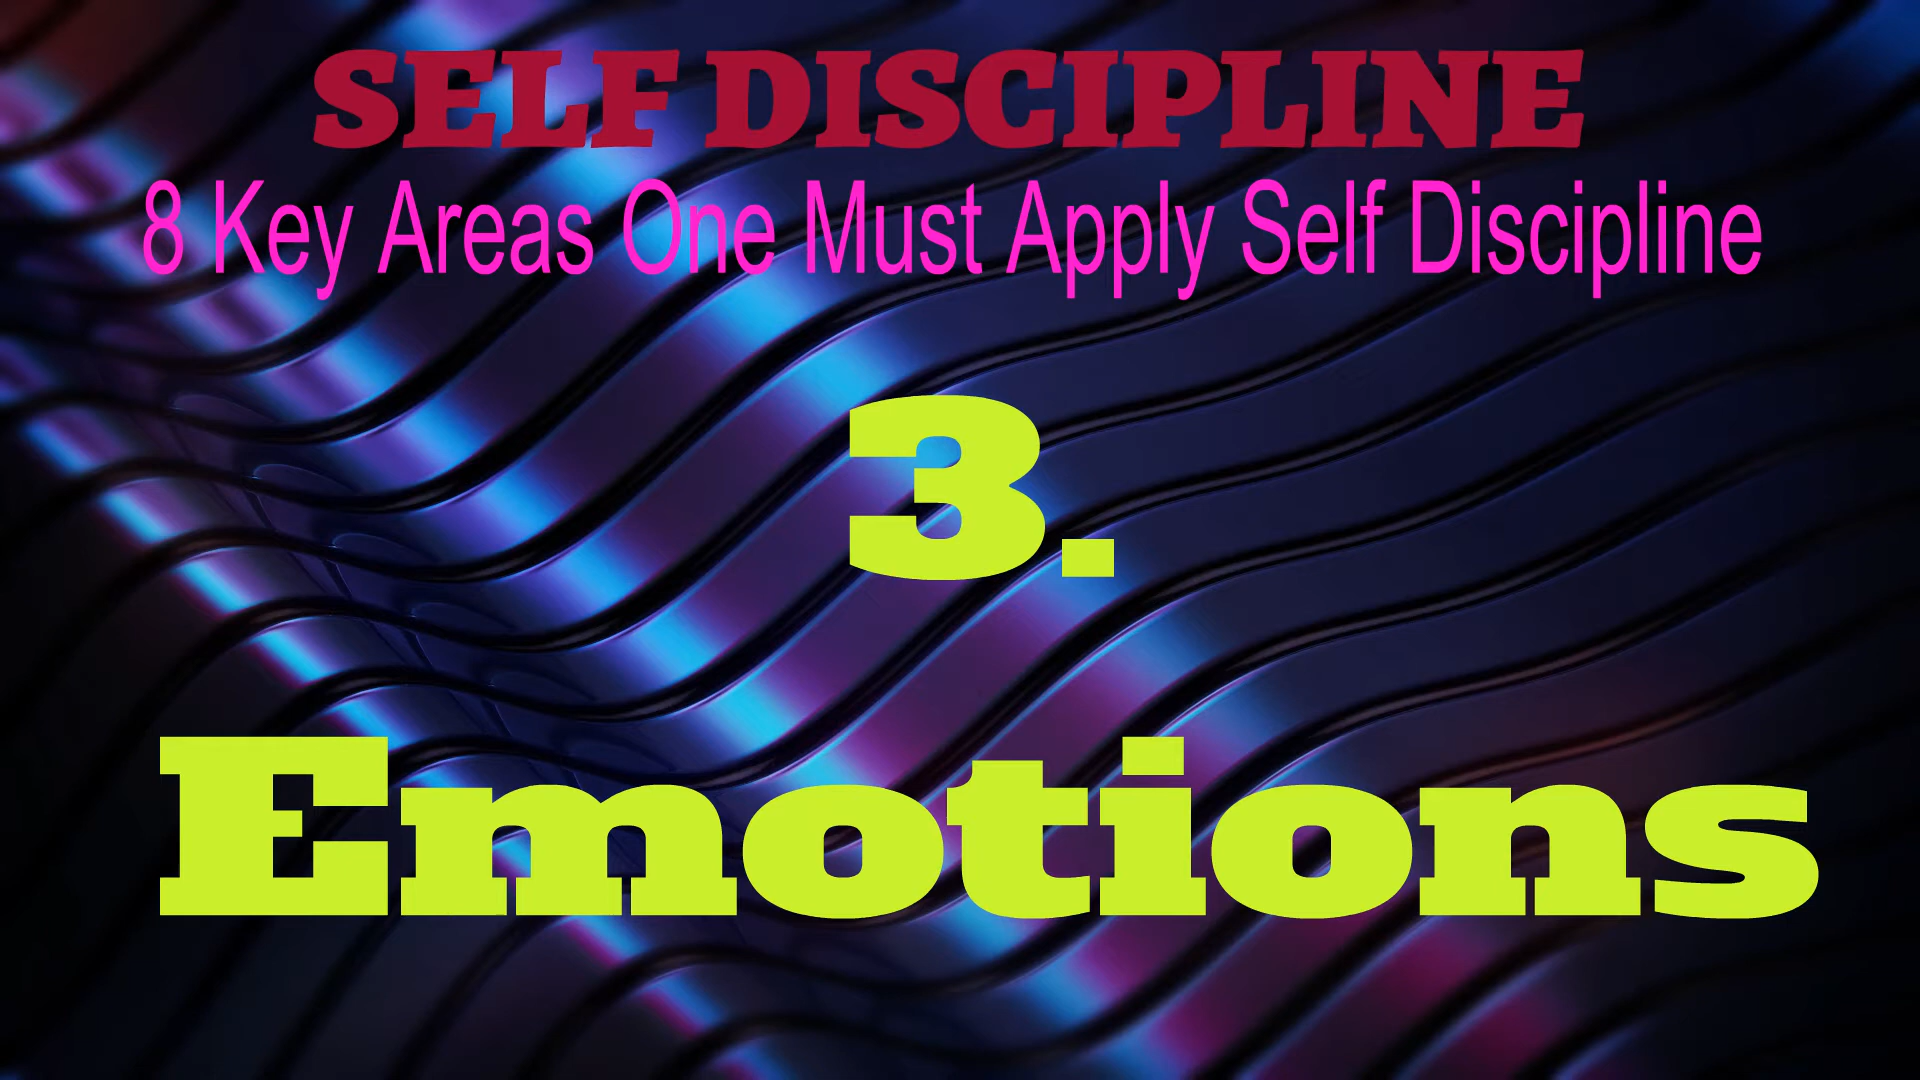 SELF DISCIPLINE
8 Key Areas One Must Apply Self Discipline
3.
Emotions